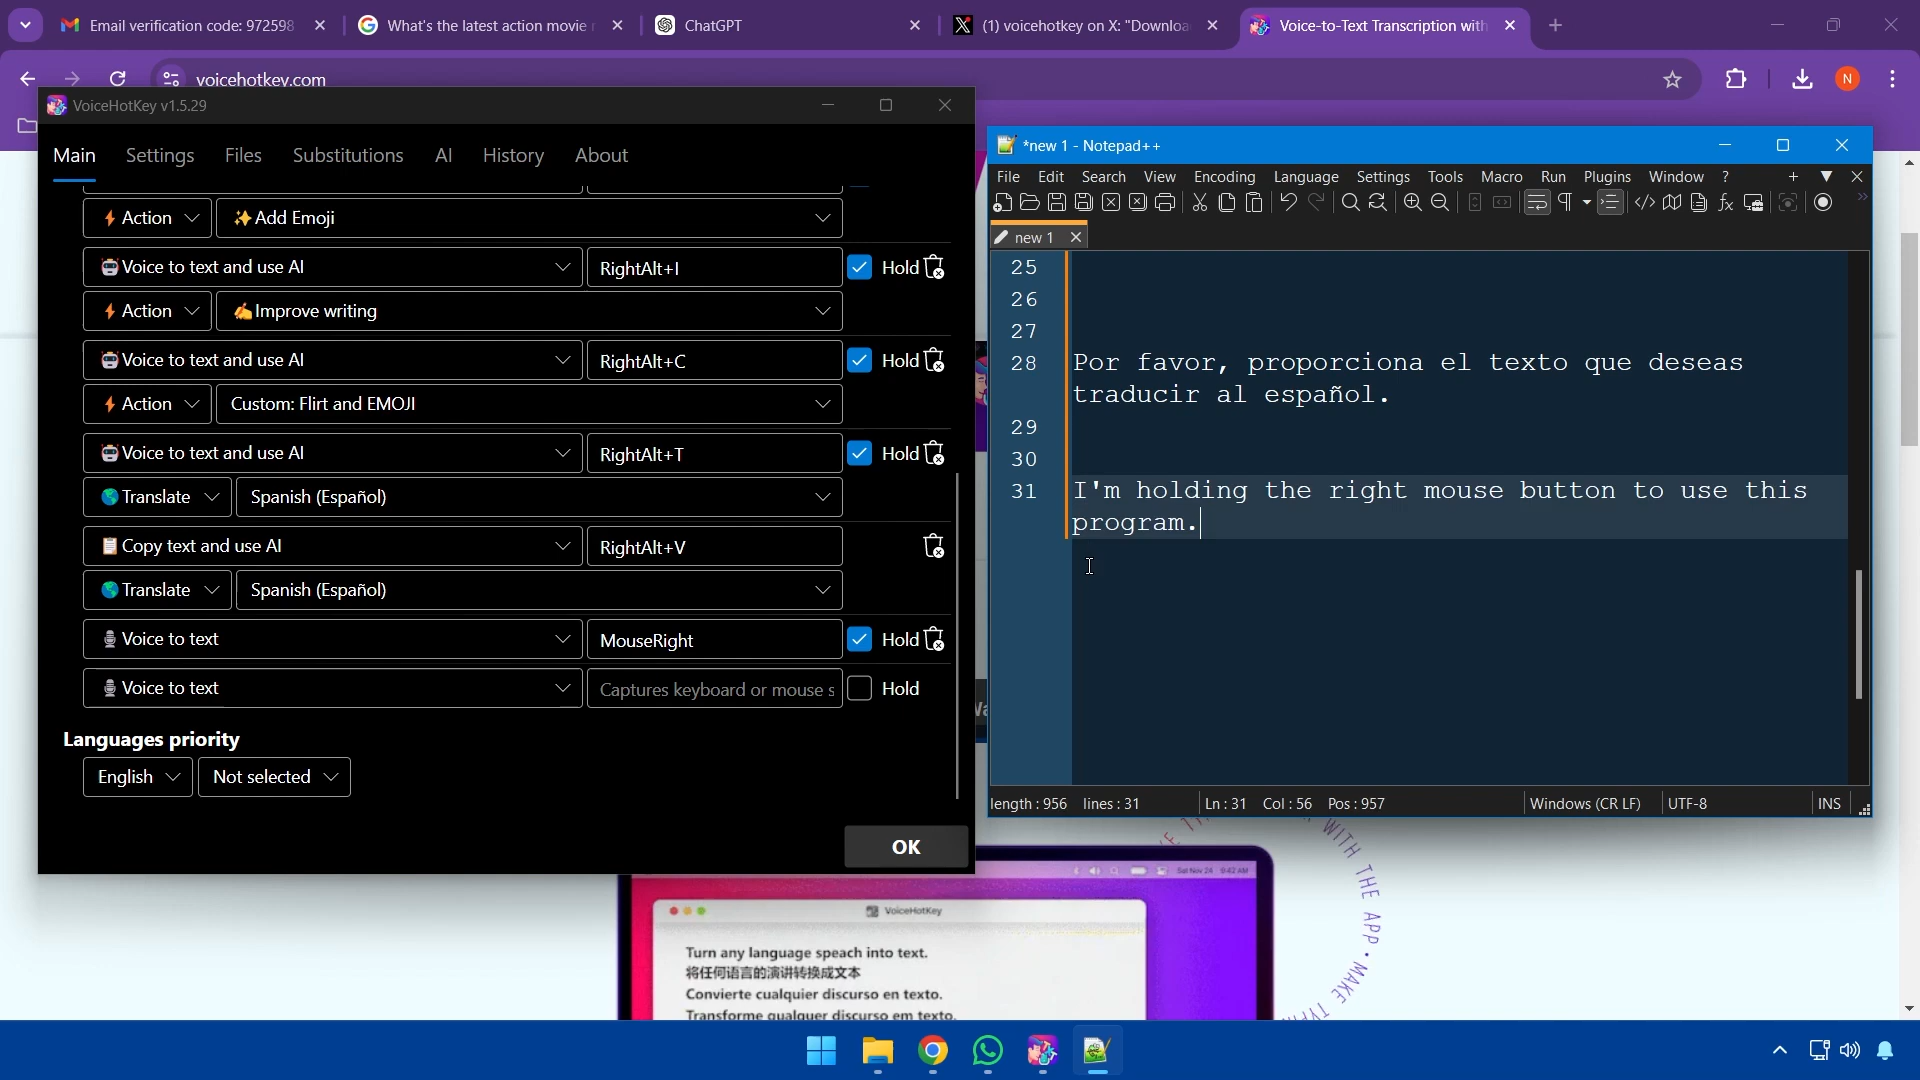 Email verification code: 972598
What's the latest action movie r
ChatGPT
(1) voicehotkey on X: "Downloa
Voice-to-Text Transcription with
voicehotkey.com
N
VoiceHotKey v1.5.29
Main Settings Files Substitutions AI History About
Action ✨Add Emoji
Voice to text and use AI RightAlt+I Hold
Action ✍Improve writing
Voice to text and use AI RightAlt+C Hold
Action Custom: Flirt and EMOJI
Voice to text and use AI RightAlt+T Hold
Translate Spanish (Español)
Copy text and use AI RightAlt+V
Translate Spanish (Español)
Voice to text MouseRight Hold
Voice to text Captures keyboard or mouse s Hold
Languages priority
English Not selected
OK
*new 1 - Notepad++
File Edit Search View Encoding Language Settings Tools Macro Run Plugins Window ?
new 1
25
26
27
28 Por favor, proporciona el texto que deseas
traducir al español.
29
30
31 I'm holding the right mouse button to use this
program.
length : 956 lines : 31 Ln : 31 Col : 56 Pos : 957 Windows (CR LF) UTF-8 INS
WITH THE APP • MAKE
Sat Nov 24 9:42 AM
VoiceHotKey
Turn any language speach into text.
将任何语言的演讲转换成文本
Convierte cualquier discurso en texto.
Transforme qualquer discurso em texto.